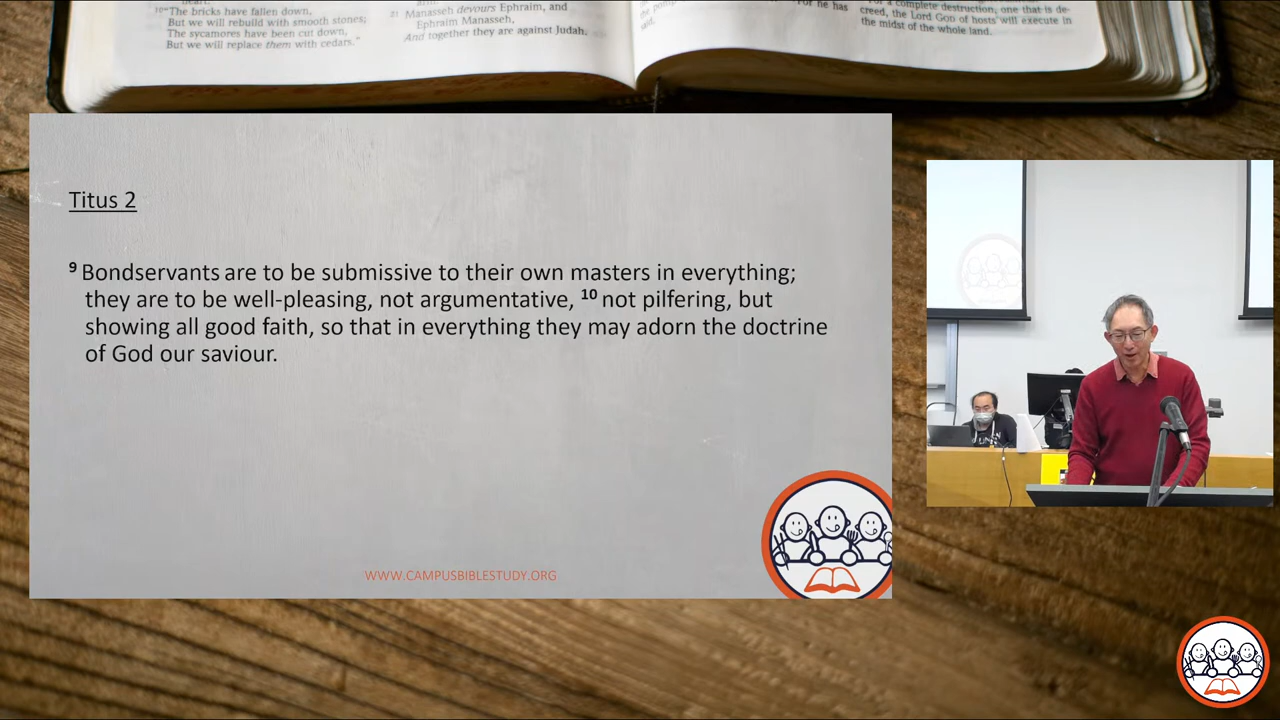 10 "The bricks have fallen down,
But we will rebuild with smooth stones;
The sycamores have been cut down,
But we will replace them with cedars."
21 Manasseh devours Ephraim, and
Ephraim Manasseh,
And together they are against Judah.
For he has
said,
For a complete destruction, one that is de-
creed, the Lord GOD of hosts will execute in
the midst of the whole land.
Titus 2
9 Bondservants are to be submissive to their own masters in everything;
they are to be well-pleasing, not argumentative, 10 not pilfering, but
showing all good faith, so that in everything they may adorn the doctrine
of God our saviour.
WWW.CAMPUSBIBLESTUDY.ORG